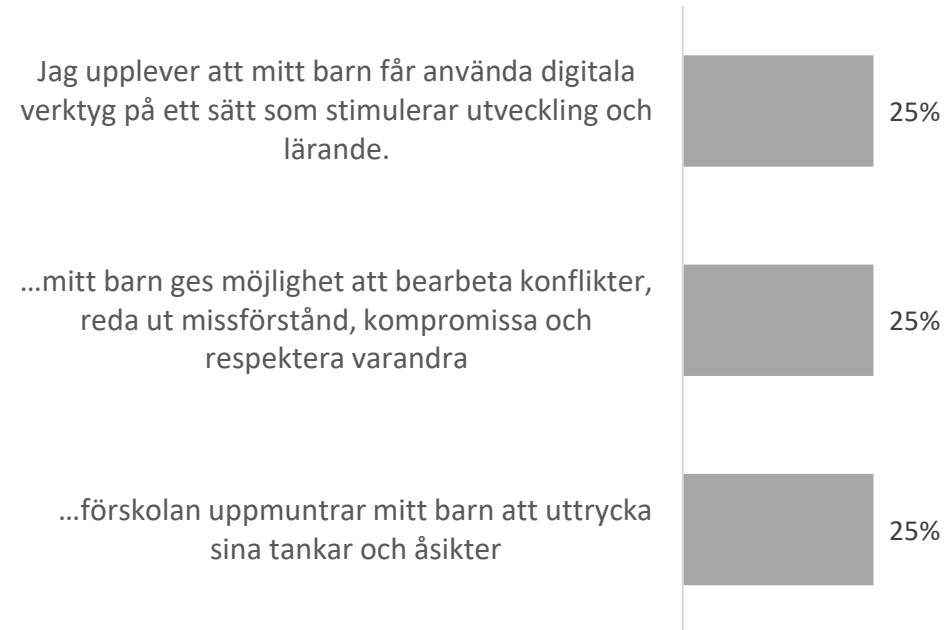 Jag upplever att mitt barn får använda digitala
verktyg på ett sätt som stimulerar utveckling och
lärande.
25%
…mitt barn ges möjlighet att bearbeta konflikter,
reda ut missförstånd, kompromissa och
respektera varandra
25%
…förskolan uppmuntrar mitt barn att uttrycka
sina tankar och åsikter
25%